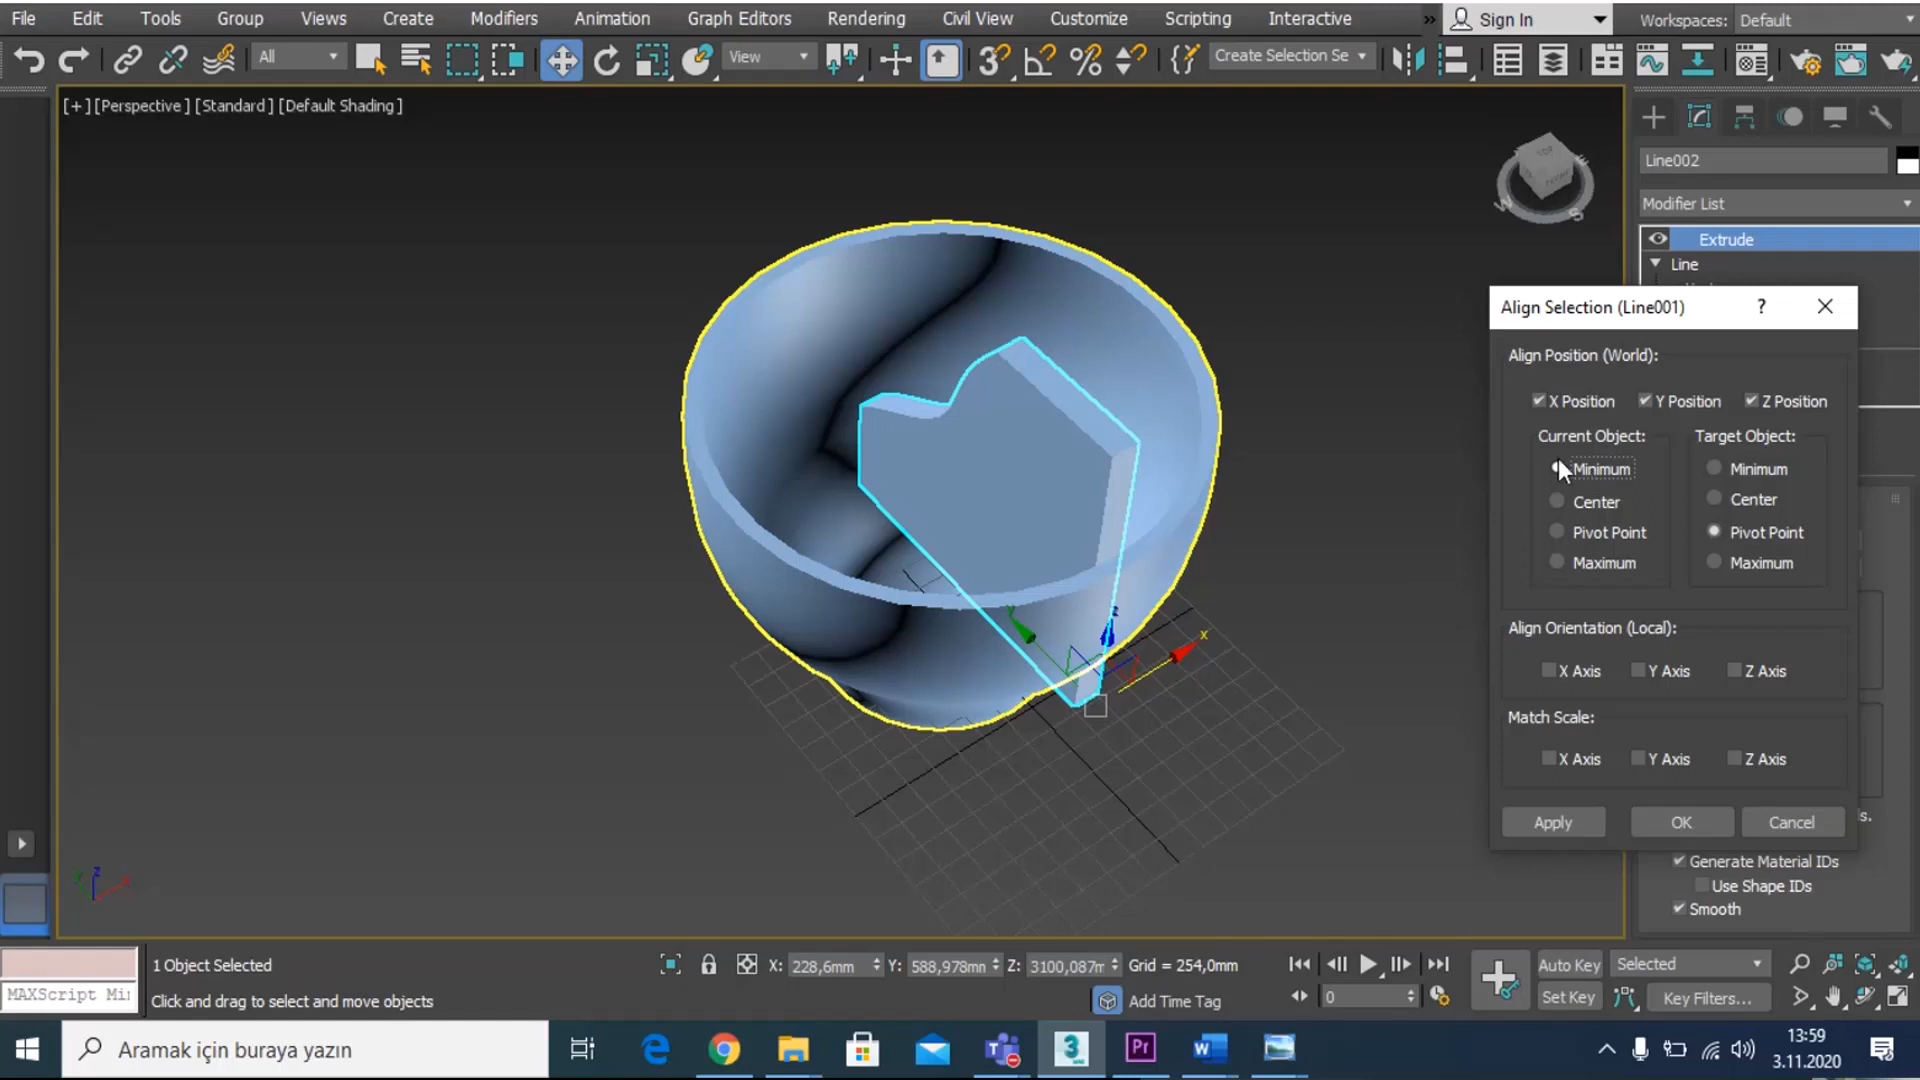 File Edit Tools Group Views Create Modifiers Animation Graph Editors Rendering Civil View Customize Scripting Interactive » Sign In Workspaces: Default
All View 3 Create Selection Se
[+] [Perspective ] [Standard ] [Default Shading ]
Line002
Modifier List
Extrude
Line
Align Selection (Line001) ?
Align Position (World):
X Position Y Position Z Position
Current Object: Target Object:
Minimum Minimum
Center Center
Pivot Point Pivot Point
Maximum Maximum
Align Orientation (Local):
X Axis Y Axis Z Axis
Match Scale:
X Axis Y Axis Z Axis
Apply OK Cancel
Generate Material IDs
Use Shape IDs
Smooth
1 Object Selected X: 228,6mm Y: 588,978mn Z: 3100,087m Grid = 254,0mm Auto Key Selected
MAXScript Mi Click and drag to select and move objects Add Time Tag 0 Set Key Key Filters...
Aramak için buraya yazın
13:59
3.11.2020